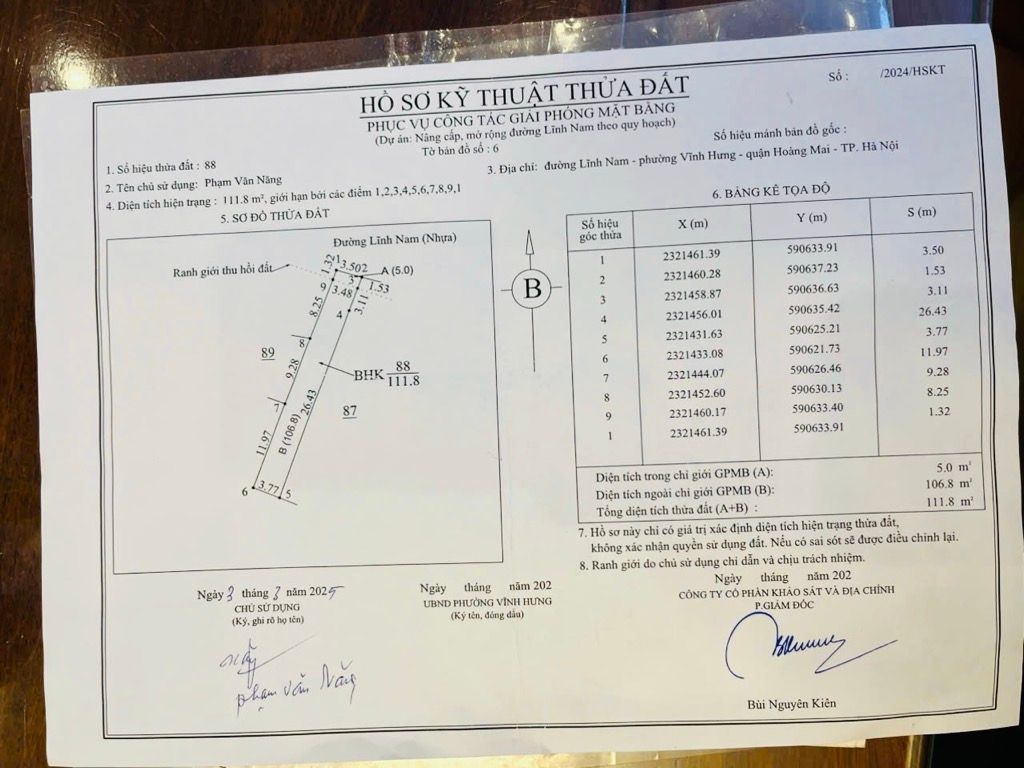 Số : /2024/HSKT
HỒ SƠ KỸ THUẬT THỬA ĐẤT
PHỤC VỤ CÔNG TÁC GIẢI PHÓNG MẶT BẰNG
(Dự án: Nâng cấp, mở rộng đường Lĩnh Nam theo quy hoạch)
Tờ bản đồ số : 6
Số hiệu mảnh bản đồ gốc :
1. Số hiệu thửa đất : 88
2. Tên chủ sử dụng: Phạm Văn Năng
3. Địa chỉ: đường Lĩnh Nam - phường Vĩnh Hưng - quận Hoàng Mai - TP. Hà Nội
4. Diện tích hiện trạng : 111.8 m², giới hạn bởi các điểm 1,2,3,4,5,6,7,8,9,1
5. SƠ ĐỒ THỬA ĐẤT
Đường Lĩnh Nam (Nhựa)
Ranh giới thu hồi đất
1.32
1
3.50
2
A (5.0)
9
3.48
3
1.53
8.25
4
3.11
8
89
9.28
BHK 88
111.8
7
26.43
87
11.97
B (106.8)
6
3.77
5
B
6. BẢNG KÊ TỌA ĐỘ
Số hiệu góc thửa X (m) Y (m) S (m)
1 2321461.39 590633.91
3.50
2 2321460.28 590637.23
1.53
3 2321458.87 590636.63
3.11
4 2321456.01 590635.42
26.43
5 2321431.63 590625.21
3.77
6 2321433.08 590621.73
11.97
7 2321444.07 590626.46
9.28
8 2321452.60 590630.13
8.25
9 2321460.17 590633.40
1.32
1 2321461.39 590633.91
Diện tích trong chỉ giới GPMB (A): 5.0 m²
Diện tích ngoài chỉ giới GPMB (B): 106.8 m²
Tổng diện tích thửa đất (A+B) : 111.8 m²
7. Hồ sơ này chỉ có giá trị xác định diện tích hiện trạng thửa đất,
không xác nhận quyền sử dụng đất. Nếu có sai sót sẽ được điều chỉnh lại.
8. Ranh giới do chủ sử dụng chỉ dẫn và chịu trách nhiệm.
Ngày 3 tháng 3 năm 2025
CHỦ SỬ DỤNG
(Ký, ghi rõ họ tên)
phạm văn Năng
Ngày tháng năm 202
UBND PHƯỜNG VĨNH HƯNG
(Ký tên, đóng dấu)
Ngày tháng năm 202
CÔNG TY CỔ PHẦN KHẢO SÁT VÀ ĐỊA CHÍNH
P.GIÁM ĐỐC
Bùi Nguyên Kiên